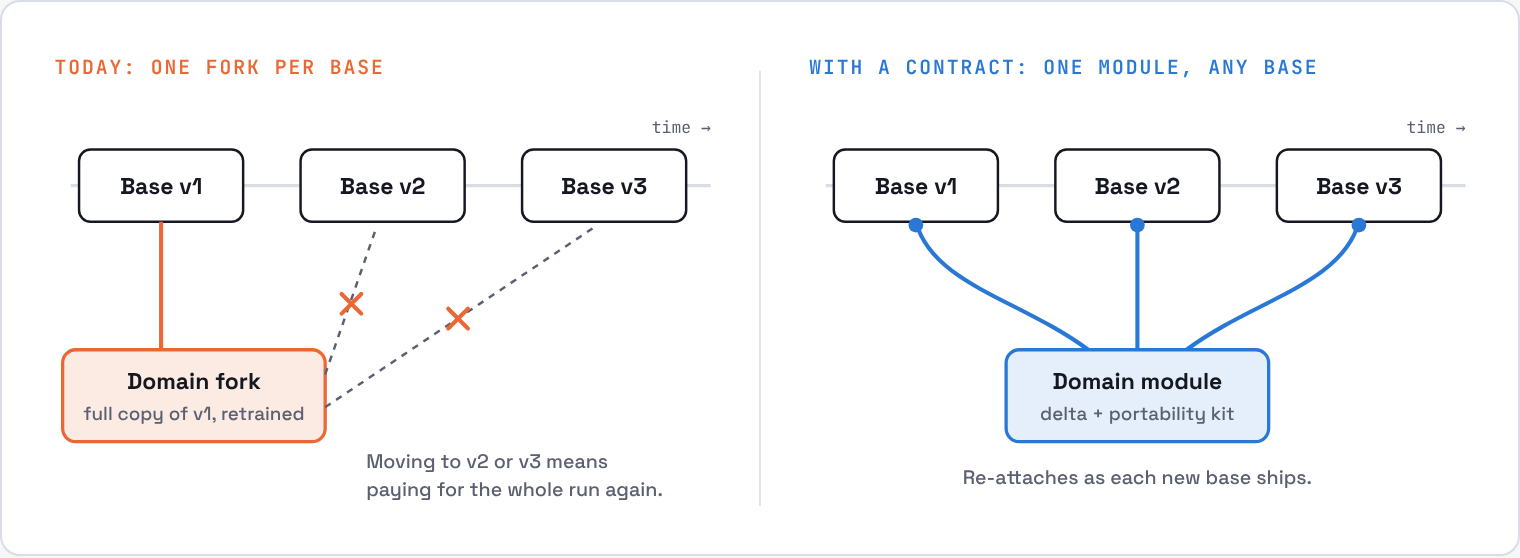 TODAY: ONE FORK PER BASE
time →
Base v1
Base v2
Base v3
Domain fork
full copy of v1, retrained
Moving to v2 or v3 means
paying for the whole run again.
WITH A CONTRACT: ONE MODULE, ANY BASE
time →
Base v1
Base v2
Base v3
Domain module
delta + portability kit
Re-attaches as each new base ships.